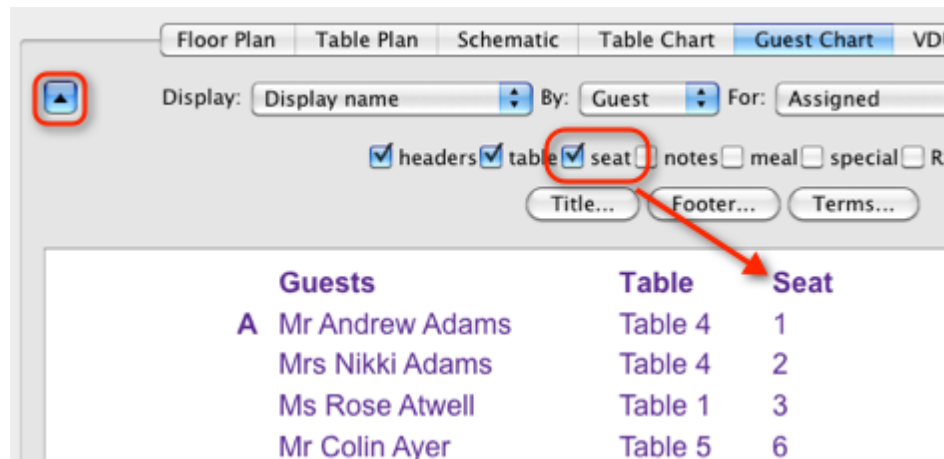 Floor Plan Table Plan Schematic Table Chart Guest Chart
Display: Display name By: Guest For: Assigned
headers table seat notes meal special
Title... Footer... Terms...
Guests Table Seat
A Mr Andrew Adams Table 4 1
Mrs Nikki Adams Table 4 2
Ms Rose Atwell Table 1 3
Mr Colin Ayer Table 5 6